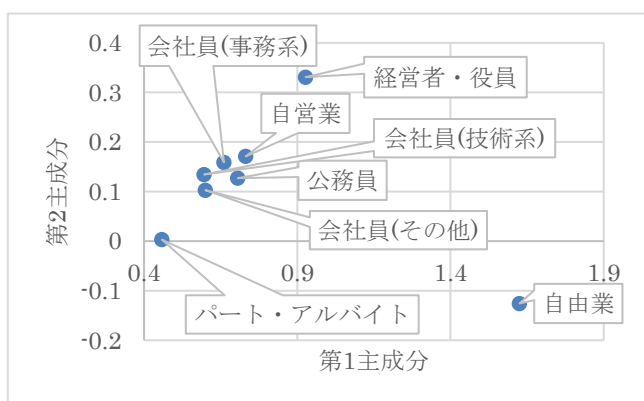 0.4
0.3
0.2
0.1
0
-0.1
-0.2
0.4
0.9
1.4
1.9
第2主成分
第1主成分
会社員(事務系)
経営者・役員
自営業
会社員(技術系)
公務員
会社員(その他)
パート・アルバイト
自由業